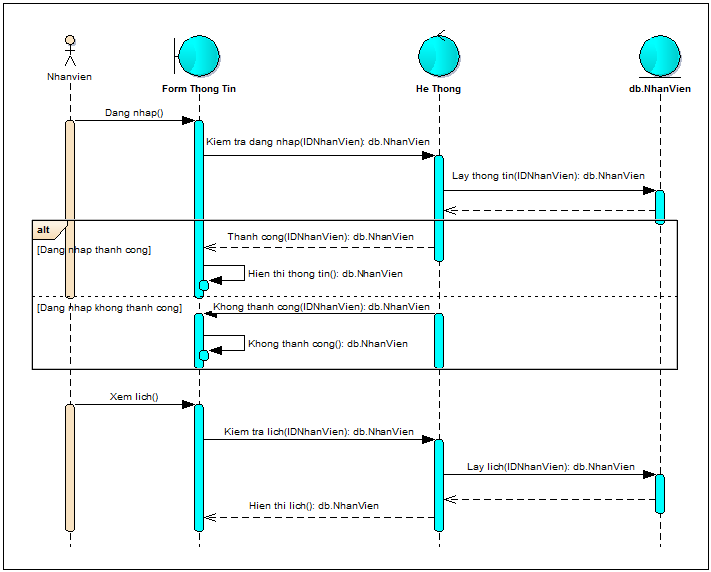 Nhanvien
Form Thong Tin
He Thong
db.NhanVien
Dang nhap()
Kiem tra dang nhap(IDNhanVien): db.NhanVien
Lay thong tin(IDNhanVien): db.NhanVien
alt
Thanh cong(IDNhanVien): db.NhanVien
[Dang nhap thanh cong]
Hien thi thong tin(): db.NhanVien
[Dang nhap khong thanh cong]
Khong thanh cong(IDNhanVien): db.NhanVien
Khong thanh cong(): db.NhanVien
Xem lich()
Kiem tra lich(IDNhanVien): db.NhanVien
Lay lich(IDNhanVien): db.NhanVien
Hien thi lich(): db.NhanVien